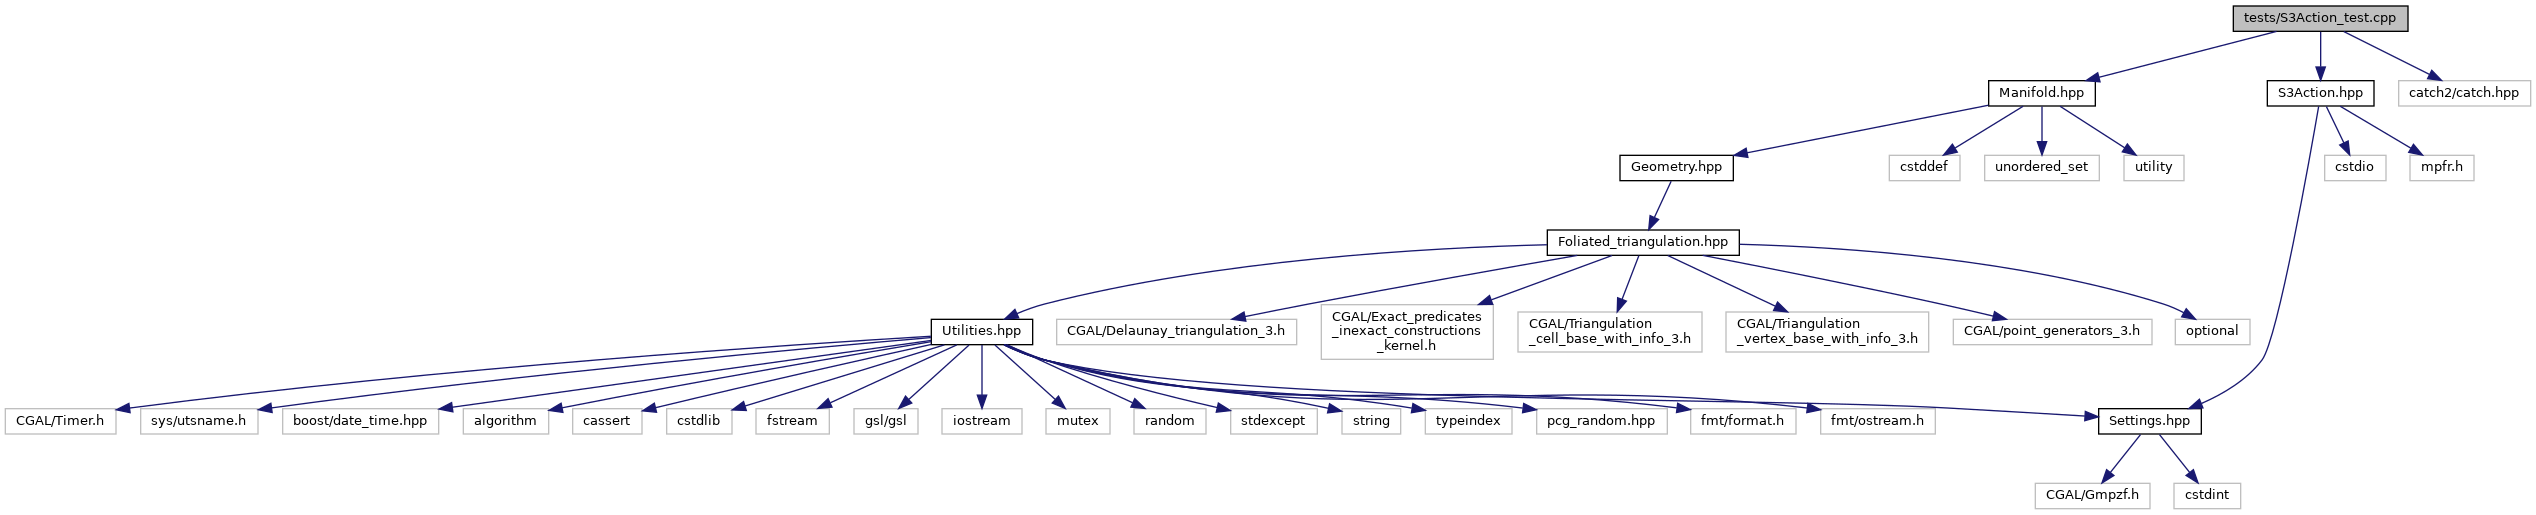 tests/S3Action_test.cpp
Manifold.hpp
S3Action.hpp
catch2/catch.hpp
Geometry.hpp
cstddef
unordered_set
utility
cstdio
mpfr.h
Foliated_triangulation.hpp
Utilities.hpp
CGAL/Delaunay_triangulation_3.h
CGAL/Exact_predicates
_inexact_constructions
_kernel.h
CGAL/Triangulation
_cell_base_with_info_3.h
CGAL/Triangulation
_vertex_base_with_info_3.h
CGAL/point_generators_3.h
optional
CGAL/Timer.h
sys/utsname.h
boost/date_time.hpp
algorithm
cassert
cstdlib
fstream
gsl/gsl
iostream
mutex
random
stdexcept
string
typeindex
pcg_random.hpp
fmt/format.h
fmt/ostream.h
Settings.hpp
CGAL/Gmpzf.h
cstdint